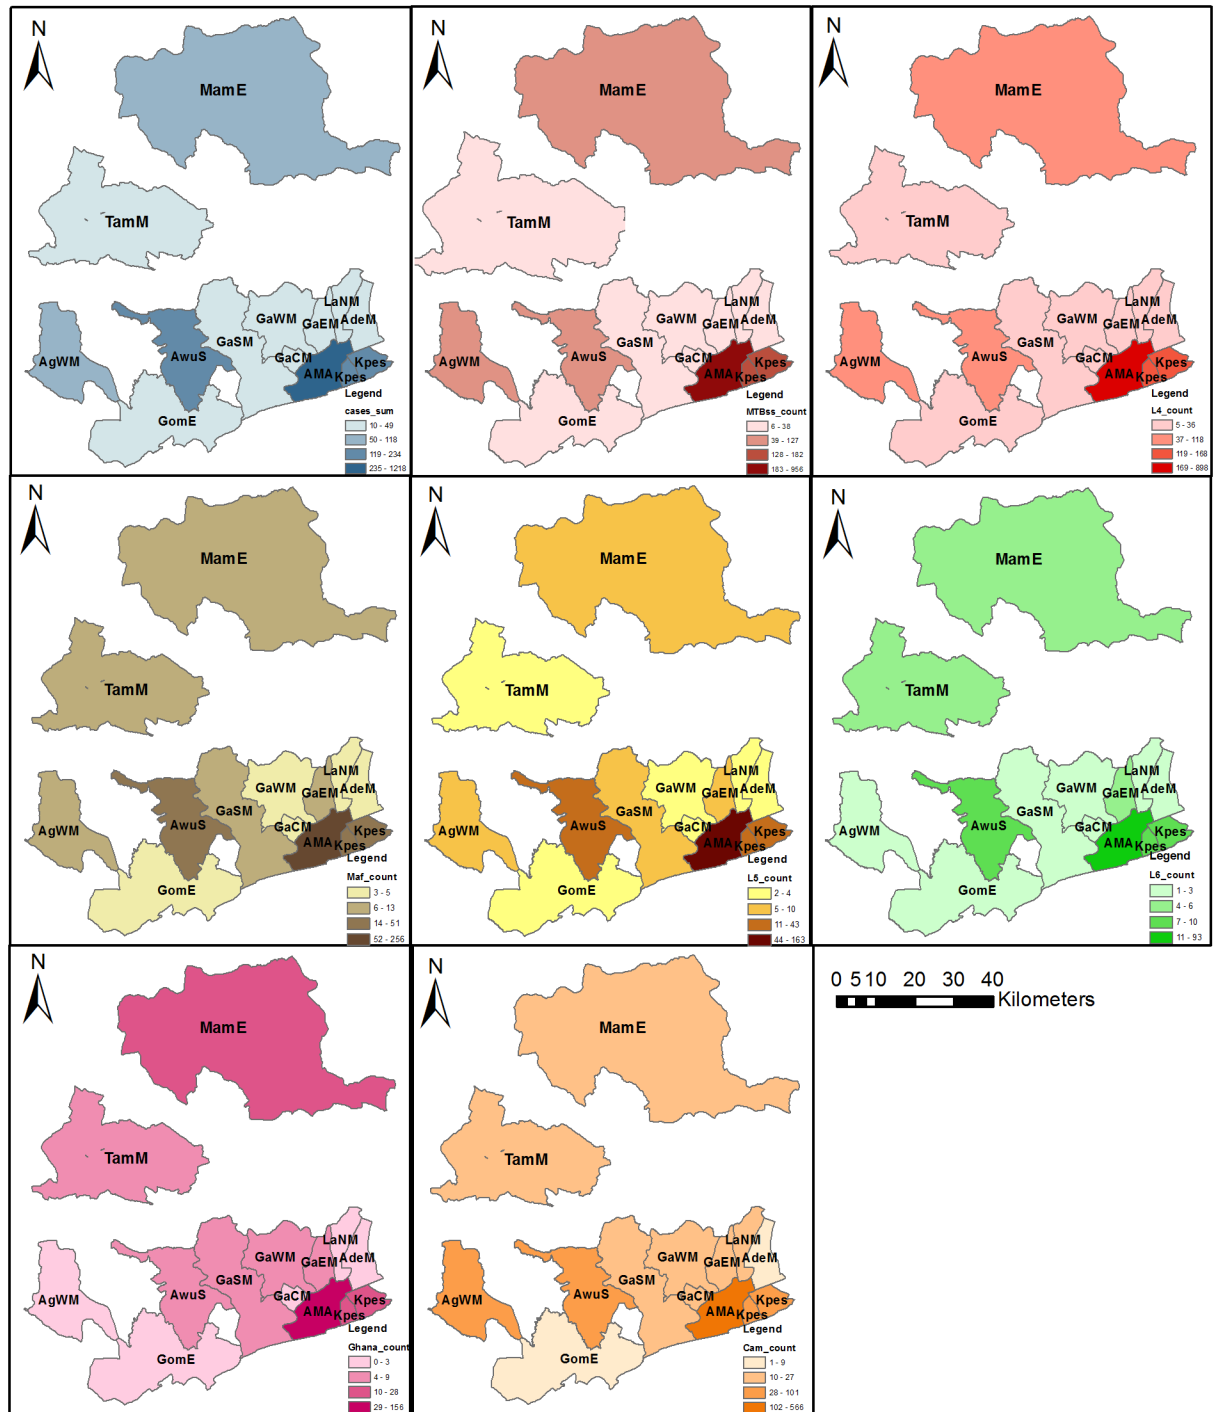 N
MamE
TamM
LaNM
GaWM
GaEM AdeM
GaSM
AwuS
GaCM
AgWM
AMA
Kpes
Kpes
GomE
Legend
cases_sum
10 - 49
50 - 118
119 - 234
235 - 1218
N
MamE
TamM
LaNM
GaWM
GaEM AdeM
GaSM
AwuS
GaCM
AgWM
AMA
Kpes
Kpes
GomE
Legend
MTBss_count
6 - 38
39 - 127
128 - 182
183 - 956
N
MamE
TamM
LaNM
GaWM
GaEM AdeM
GaSM
AwuS
GaCM
AgWM
AMA
Kpes
Kpes
GomE
Legend
L4_count
5 - 36
37 - 118
119 - 168
169 - 898
N
MamE
TamM
LaNM
GaWM
GaEM AdeM
GaSM
AwuS
GaCM
AgWM
AMA
Kpes
Kpes
GomE
Legend
Maf_count
3 - 5
6 - 13
14 - 51
52 - 256
N
MamE
TamM
LaNM
GaWM
GaEM AdeM
GaSM
AwuS
GaCM
AgWM
AMA
Kpes
Kpes
GomE
Legend
L5_count
2 - 4
5 - 10
11 - 43
44 - 163
N
MamE
TamM
LaNM
GaWM
GaEM AdeM
GaSM
AwuS
GaCM
AgWM
AMA
Kpes
Kpes
GomE
Legend
L6_count
1 - 3
4 - 6
7 - 10
11 - 93
N
MamE
TamM
LaNM
GaWM
GaEM AdeM
GaSM
AwuS
GaCM
AgWM
AMA
Kpes
Kpes
GomE
Legend
Ghana_count
0 - 3
4 - 9
10 - 28
29 - 156
N
MamE
TamM
LaNM
GaWM
GaEM AdeM
GaSM
AwuS
GaCM
AgWM
AMA
Kpes
Kpes
GomE
Legend
Cam_count
1 - 9
10 - 27
28 - 101
102 - 566
0 5 10 20 30 40
Kilometers